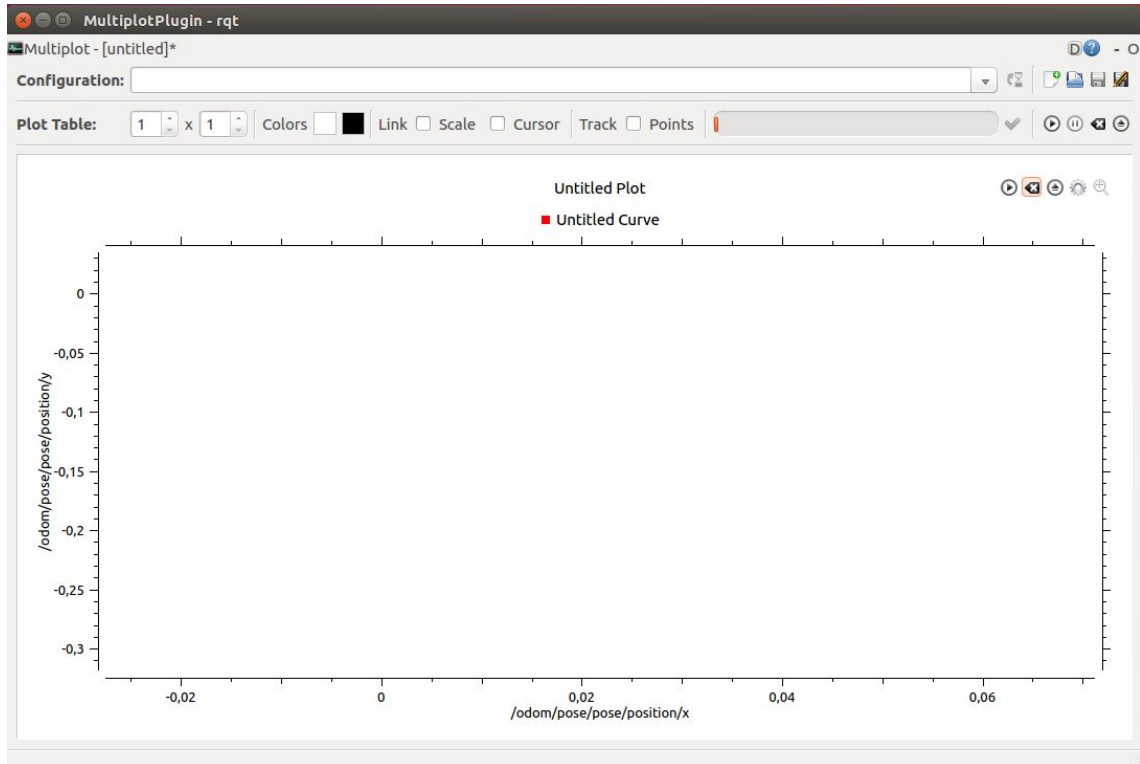 MultiplotPlugin - rqt
Multiplot - [untitled]*
D ? - O
Configuration:
Plot Table: 1 x 1 Colors Link Scale Cursor Track Points
Untitled Plot
Untitled Curve
0
-0,05
-0,1
-0,15
-0,2
-0,25
-0,3
/odom/pose/pose/position/y
-0,02 0 0,02 0,04 0,06
/odom/pose/pose/position/x